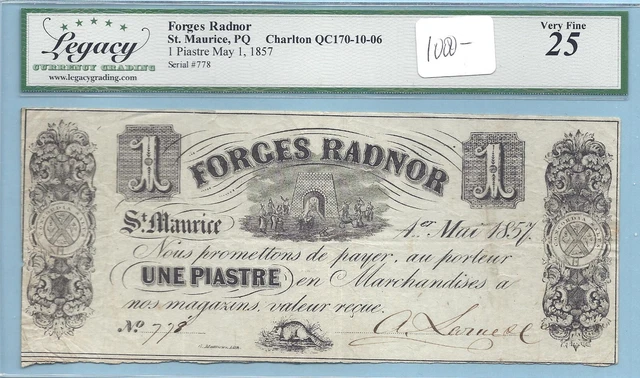 Legacy
CURRENCY GRADING
www.legacygrading.com
Forges Radnor
St. Maurice, PQ Charlton QC170-10-06
1 Piastre May 1, 1857
Serial #778
1000-
Very Fine
25
1
FORGES RADNOR
1
St. Maurice
1er Mai 1857.
Nous promettons de payer, au porteur
UNE PIASTRE en Marchandises a
nos magazins, valeur reçue.
No 778